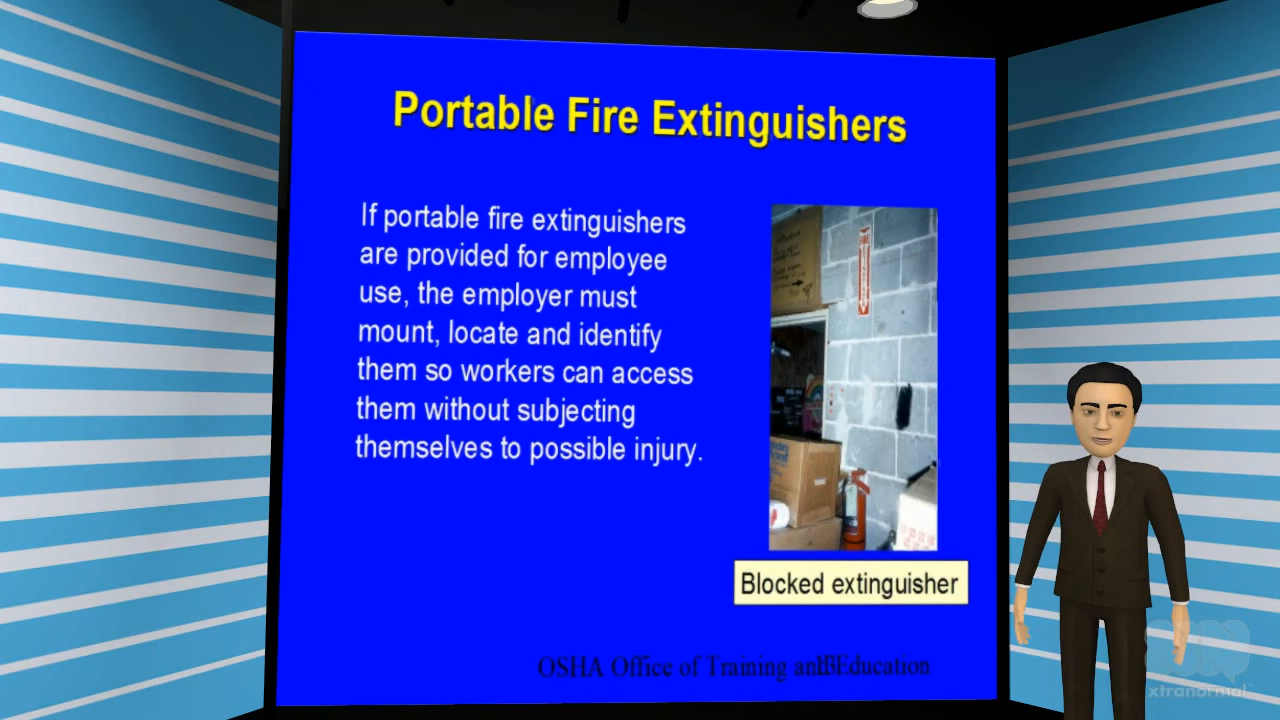 Portable Fire Extinguishers
If portable fire extinguishers
are provided for employee
use, the employer must
mount, locate and identify
them so workers can access
them without subjecting
themselves to possible injury.
Blocked extinguisher
OSHA Office of Training and Education
xtranormal